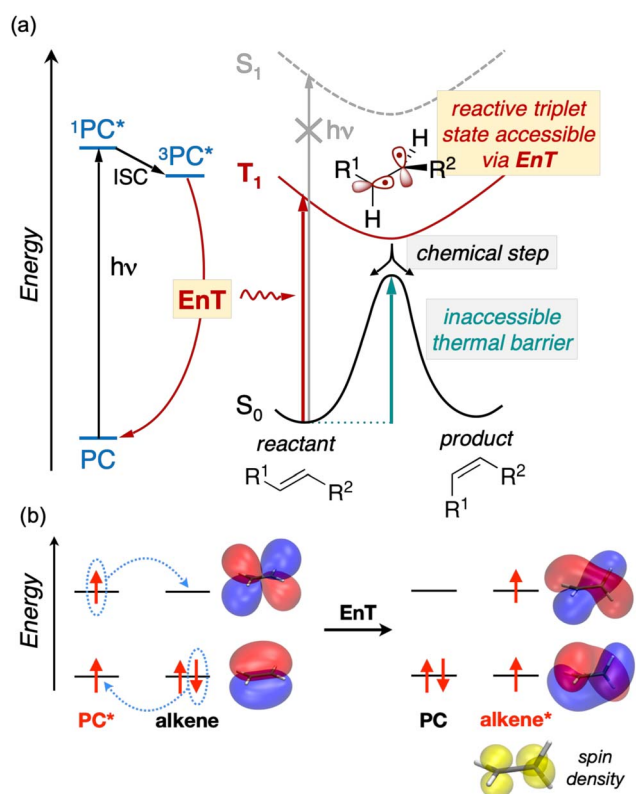 (a)
Energy
¹PC*
ISC
³PC*
hν
EnT
PC
S₁
hν
T₁
reactive triplet
state accessible
via EnT
H
R¹
R²
H
chemical step
inaccessible
thermal barrier
S₀
reactant
product
R¹
R²
R²
R¹
(b)
Energy
EnT
PC*
alkene
PC
alkene*
spin
density